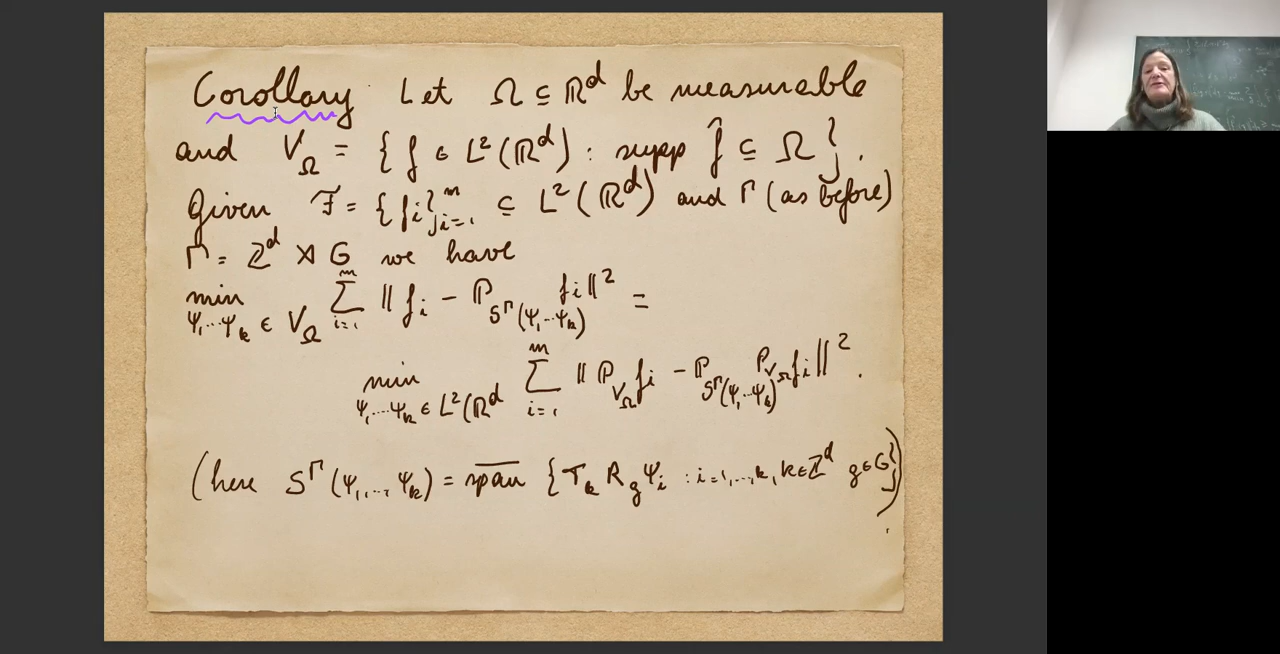 Corollary. Let Ω ⊆ ℝ^d be measurable
and V_Ω = { f ∈ L²(ℝ^d) : supp f̂ ⊆ Ω }.
Given ℱ = {f_i}_{i=1}^m ⊆ L²(ℝ^d) and Γ (as before)
Γ = ℤ^d ⋊ G we have
min_{ψ_1...ψ_k ∈ V_Ω} Σ_{i=1}^m ‖ f_i − ℙ_{S^Γ(ψ_1...ψ_k)} f_i ‖² =
min_{ψ_1,...ψ_k ∈ L²(ℝ^d} Σ_{i=1}^m ‖ ℙ_{V_Ω} f_i − ℙ_{S^Γ(ψ_1...ψ_k)} P_{V_Ω} f_i ‖².
(here S^Γ(ψ_1,...,ψ_k) = \overline{span} { T_k R_g ψ_i : i=1,...,k, k∈ℤ^d g∈G})